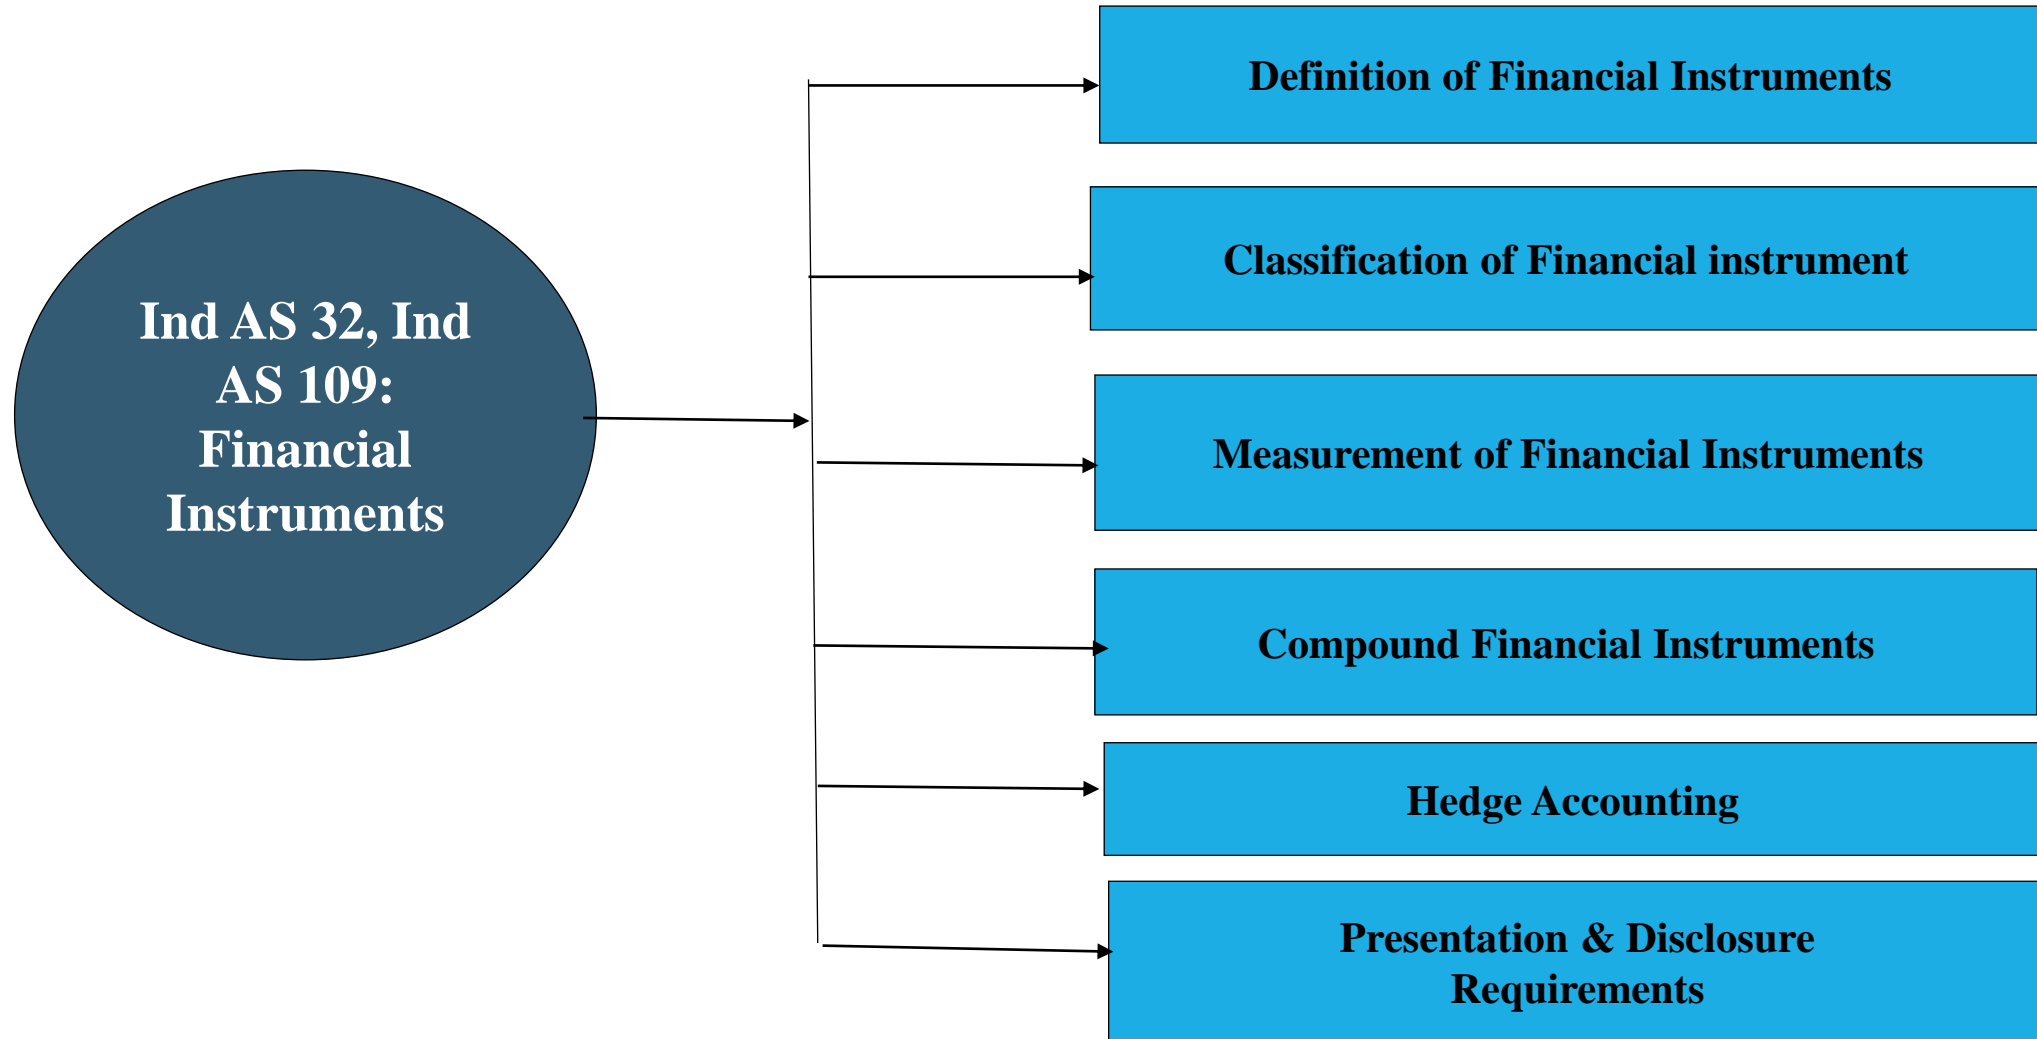 Ind AS 32, Ind
AS 109:
Financial
Instruments
Definition of Financial Instruments
Classification of Financial instrument
Measurement of Financial Instruments
Compound Financial Instruments
Hedge Accounting
Presentation & Disclosure
Requirements